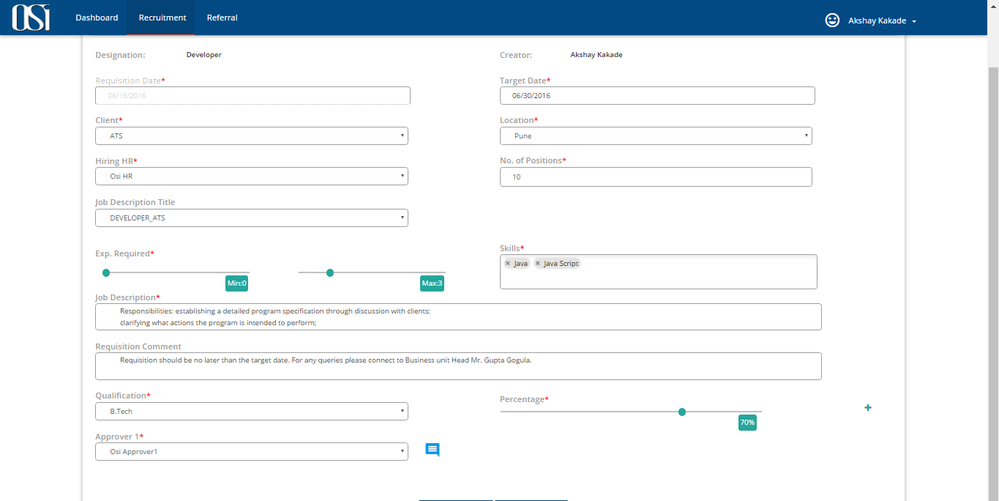 OSi Dashboard Recruitment Referral Akshay Kakade
Designation: Developer Creator: Akshay Kakade
Requisition Date* Target Date*
06/16/2016 06/30/2016
Client* Location*
ATS Pune
Hiring HR* No. of Positions*
Osi HR 10
Job Description Title
DEVELOPER_ATS
Exp. Required* Skills*
× Java × Java Script
Min:0 Max:3
Job Description*
Responsibilities: establishing a detailed program specification through discussion with clients;
clarifying what actions the program is intended to perform;
Requisition Comment
Requisition should be no later than the target date. For any queries please connect to Business unit Head Mr. Gupta Gogula.
Qualification* Percentage*
B.Tech
70%
Approver 1*
Osi Approver1